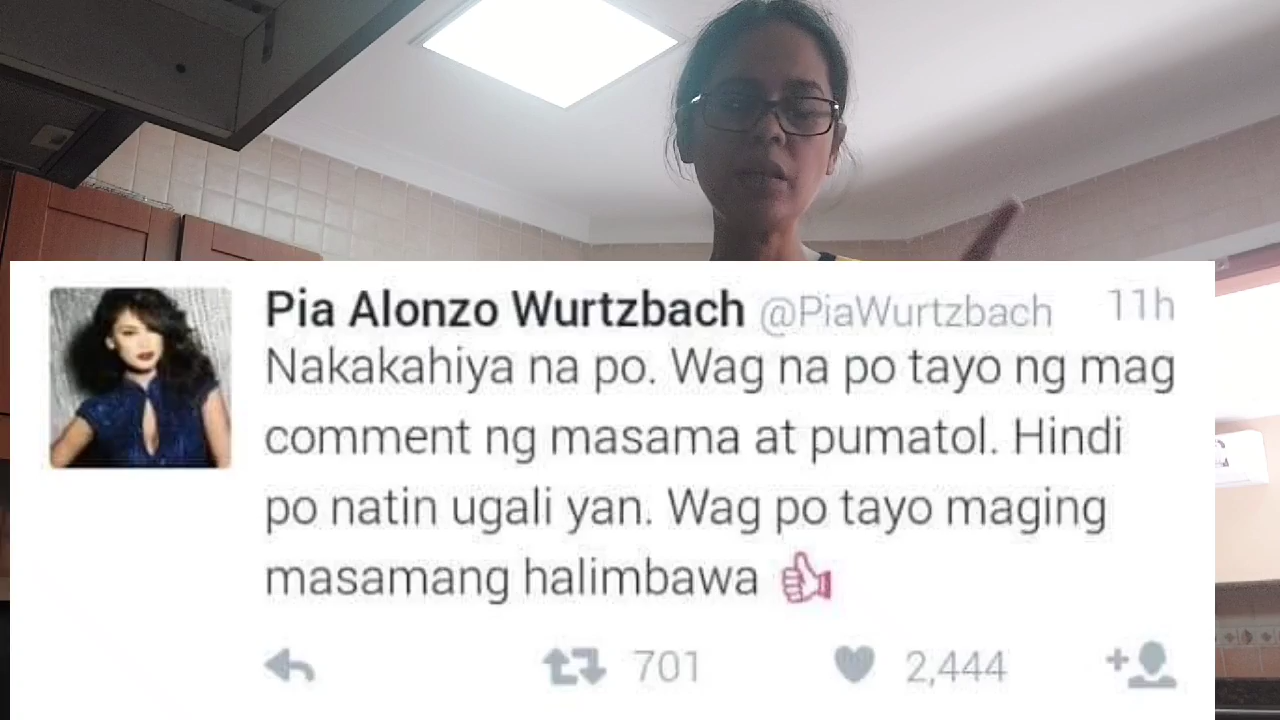 Pia Alonzo Wurtzbach @PiaWurtzbach 11h
Nakakahiya na po. Wag na po tayo ng mag
comment ng masama at pumatol. Hindi
po natin ugali yan. Wag po tayo maging
masamang halimbawa
701 2,444